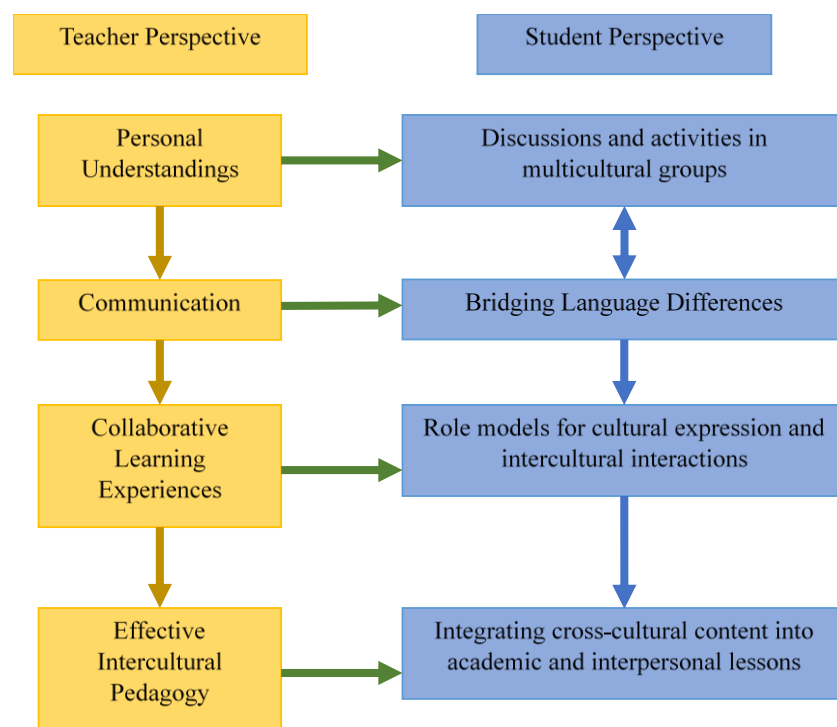 Teacher Perspective
Student Perspective
Personal
Understandings
Discussions and activities in
multicultural groups
Communication
Bridging Language Differences
Collaborative
Learning
Experiences
Role models for cultural expression and
intercultural interactions
Effective
Intercultural
Pedagogy
Integrating cross-cultural content into
academic and interpersonal lessons